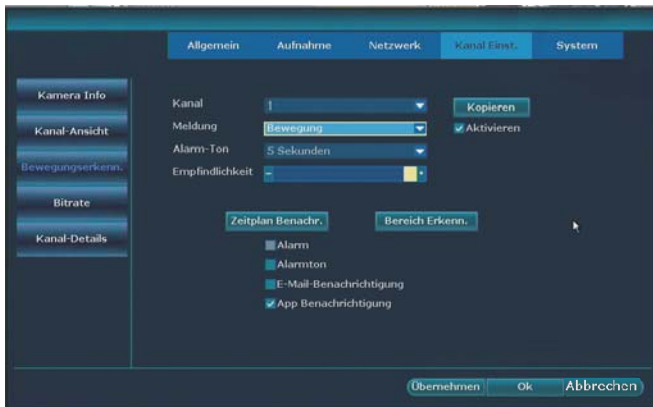 Allgemein Aufnahme Netzwerk Kanal Einst. System
Kamera Info
Kanal-Ansicht
Bewegungserkenn.
Bitrate
Kanal-Details
Kanal 1 Kopieren
Meldung Bewegung Aktivieren
Alarm-Ton 5 Sekunden
Empfindlichkeit - +
Zeitplan Benachr. Bereich Erkenn.
Alarm
Alarmton
E-Mail-Benachrichtigung
App Benachrichtigung
Übernehmen Ok Abbrechen